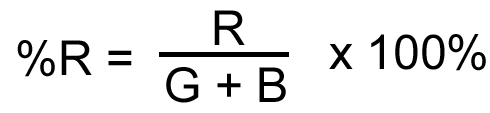 %R = R / G + B x 100%